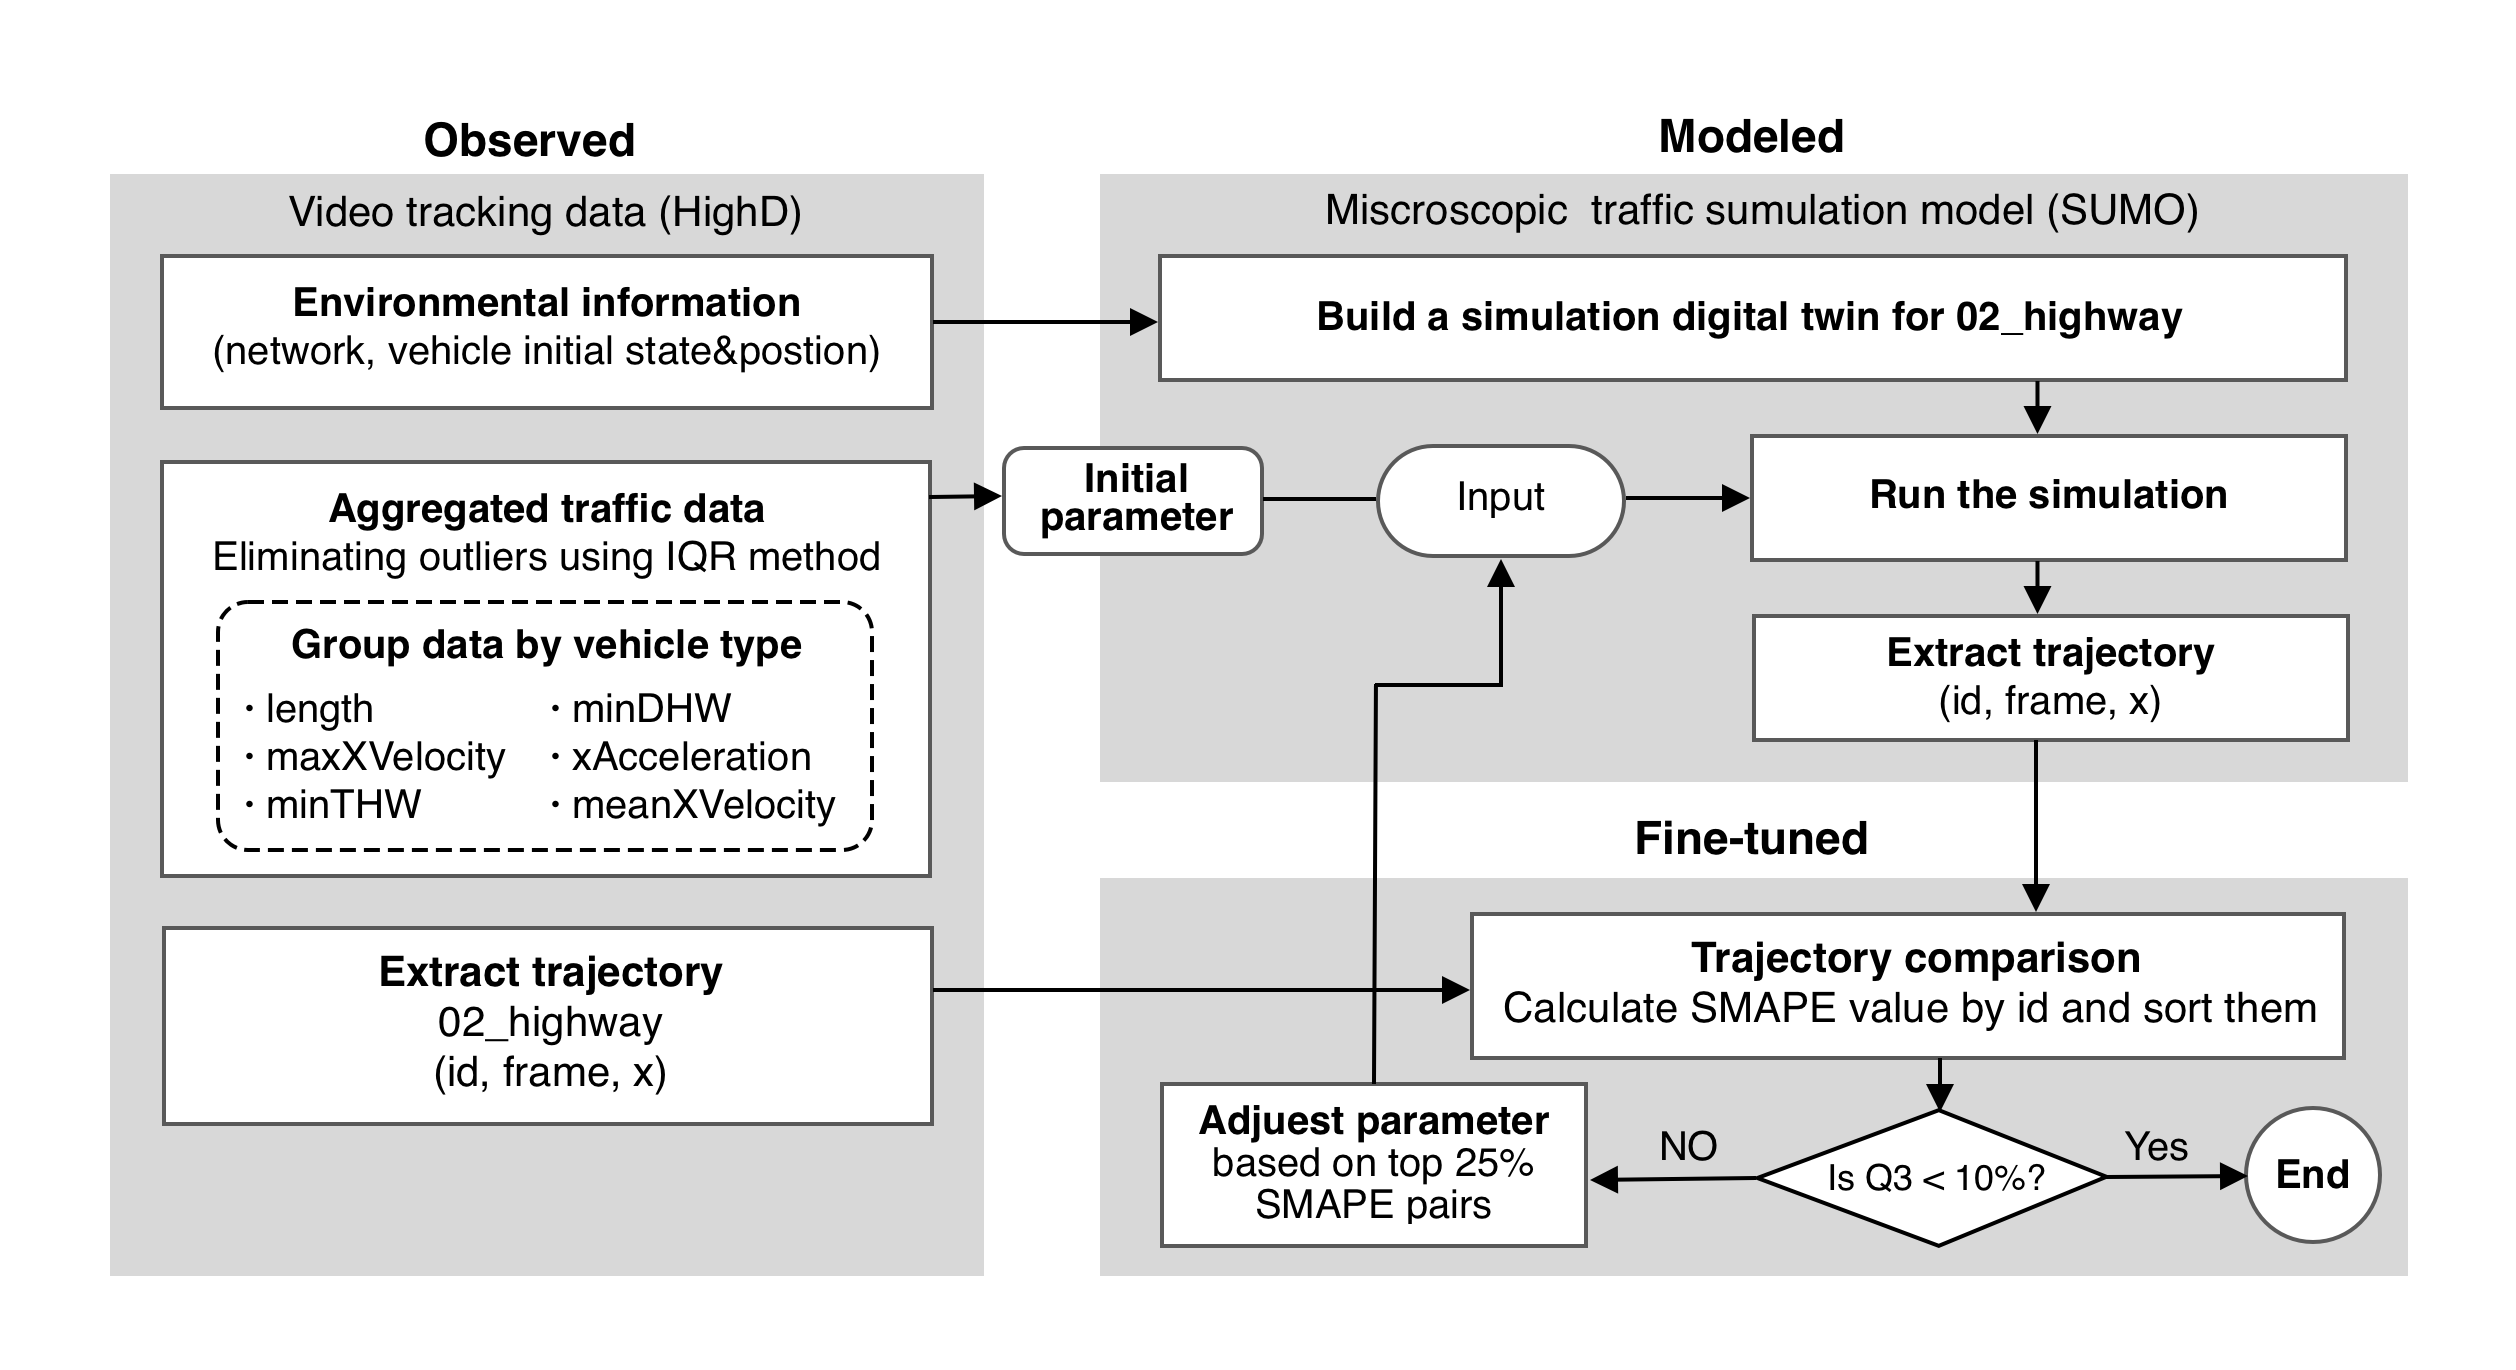 Observed
Video tracking data (HighD)
Environmental information
(network, vehicle initial state&postion)
Aggregated traffic data
Eliminating outliers using IQR method
Group data by vehicle type
· length
· maxXVelocity
· minTHW
· minDHW
· xAcceleration
· meanXVelocity
Extract trajectory
02_highway
(id, frame, x)
Initial
parameter
Modeled
Miscroscopic  traffic sumulation model (SUMO)
Build a simulation digital twin for 02_highway
Input
Run the simulation
Extract trajectory
(id, frame, x)
Fine-tuned
Trajectory comparison
Calculate SMAPE value by id and sort them
Is Q3 < 10%?
NO
Yes
Adjuest parameter
based on top 25%
SMAPE pairs
End